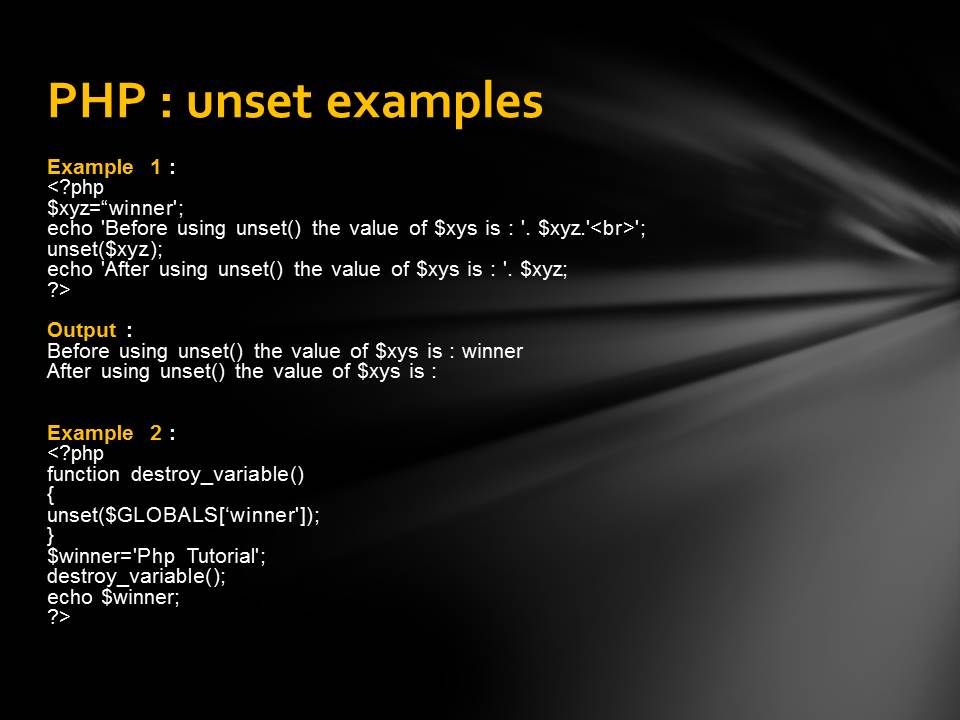 PHP : unset examples
Example 1 :
<?php
$xyz=“winner';
echo 'Before using unset() the value of $xys is : '. $xyz.'<br>';
unset($xyz);
echo 'After using unset() the value of $xys is : '. $xyz;
?>
Output :
Before using unset() the value of $xys is : winner
After using unset() the value of $xys is :
Example 2 :
<?php
function destroy_variable()
{
unset($GLOBALS[‘winner']);
}
$winner='Php Tutorial';
destroy_variable();
echo $winner;
?>